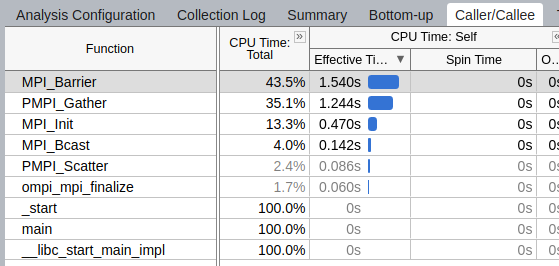 Analysis Configuration Collection Log Summary Bottom-up Caller/Callee
Function CPU Time: Total » CPU Time: Self «
Effective Ti... ▼ Spin Time O...
MPI_Barrier 43.5% 1.540s 0s 0s
PMPI_Gather 35.1% 1.244s 0s 0s
MPI_Init 13.3% 0.470s 0s 0s
MPI_Bcast 4.0% 0.142s 0s 0s
PMPI_Scatter 2.4% 0.086s 0s 0s
ompi_mpi_finalize 1.7% 0.060s 0s 0s
_start 100.0% 0s 0s 0s
main 100.0% 0s 0s 0s
__libc_start_main_impl 100.0% 0s 0s 0s